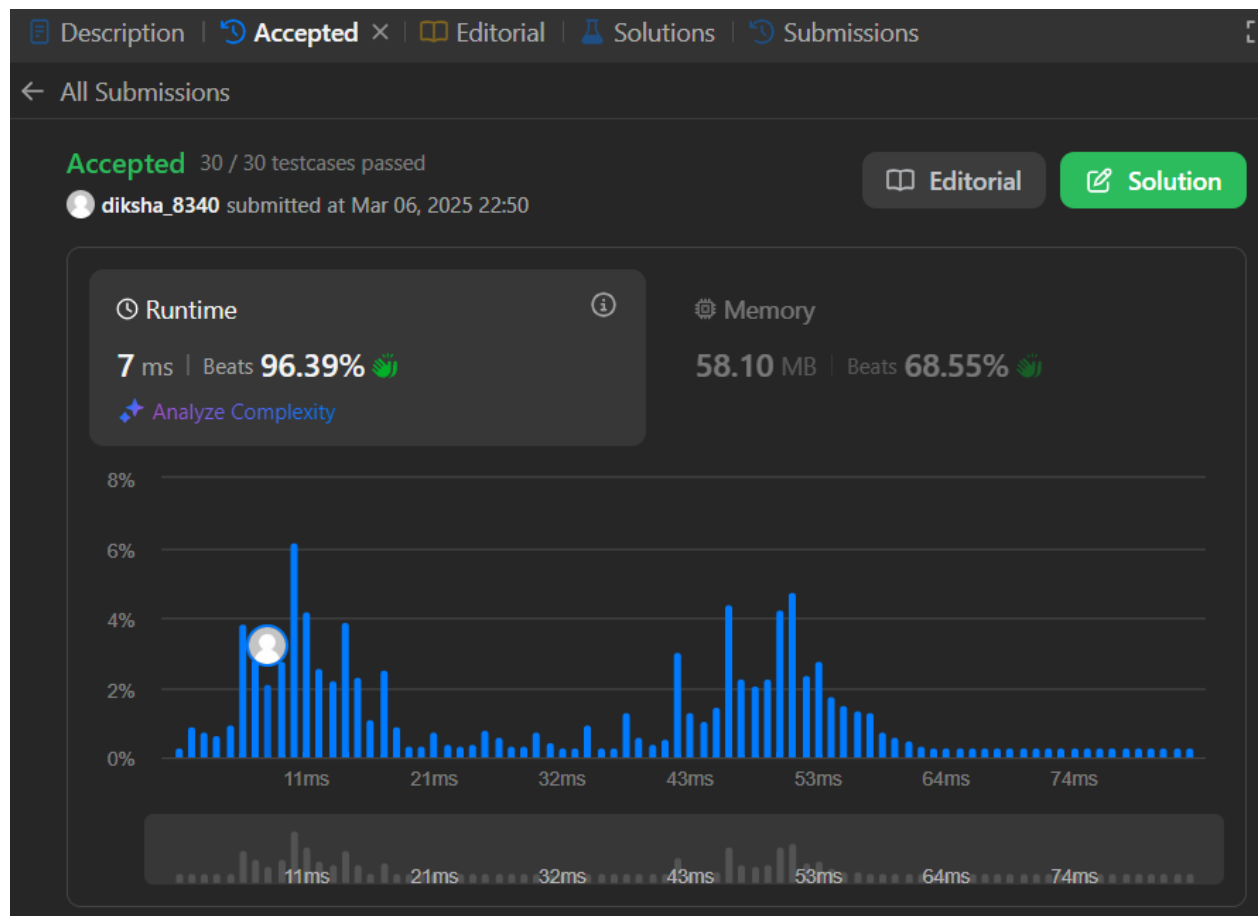 Description | Accepted × | Editorial | Solutions | Submissions
← All Submissions
Accepted 30 / 30 testcases passed
diksha_8340 submitted at Mar 06, 2025 22:50
Editorial
Solution
Runtime
7 ms | Beats 96.39%
Analyze Complexity
Memory
58.10 MB | Beats 68.55%
8%
6%
4%
2%
0%
11ms 21ms 32ms 43ms 53ms 64ms 74ms
11ms 21ms 32ms 43ms 53ms 64ms 74ms